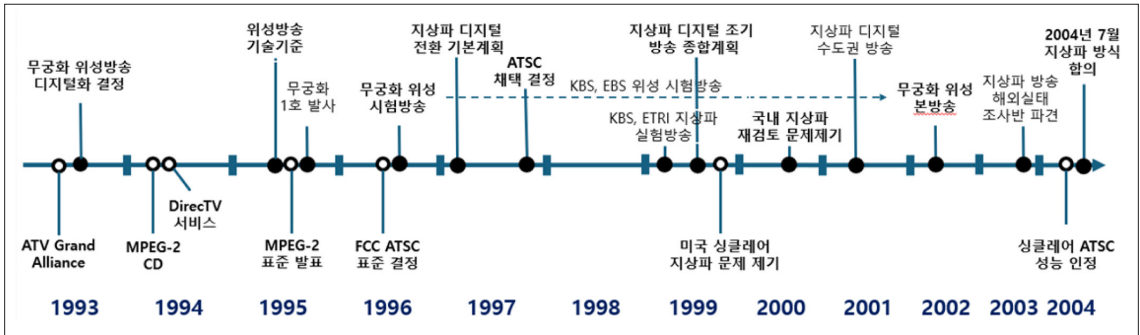 무궁화 위성방송
디지털화 결정
위성방송
기술기준
무궁화
1호 발사
무궁화 위성
시험방송
지상파 디지털
전환 기본계획
ATSC
채택 결정
KBS, EBS 위성 시험방송
KBS, ETRI 지상파
실험방송
지상파 디지털 조기
방송 종합계획
국내 지상파
재검토 문제제기
지상파 디지털
수도권 방송
무궁화 위성
본방송
지상파 방송
해외실태
조사반 파견
2004년 7월
지상파 방식
합의
ATV Grand
Alliance
MPEG-2
CD
DirecTV
서비스
MPEG-2
표준 발표
FCC ATSC
표준 결정
미국 싱클레어
지상파 문제 제기
싱클레어 ATSC
성능 인정
1993
1994
1995
1996
1997
1998
1999
2000
2001
2002
2003
2004